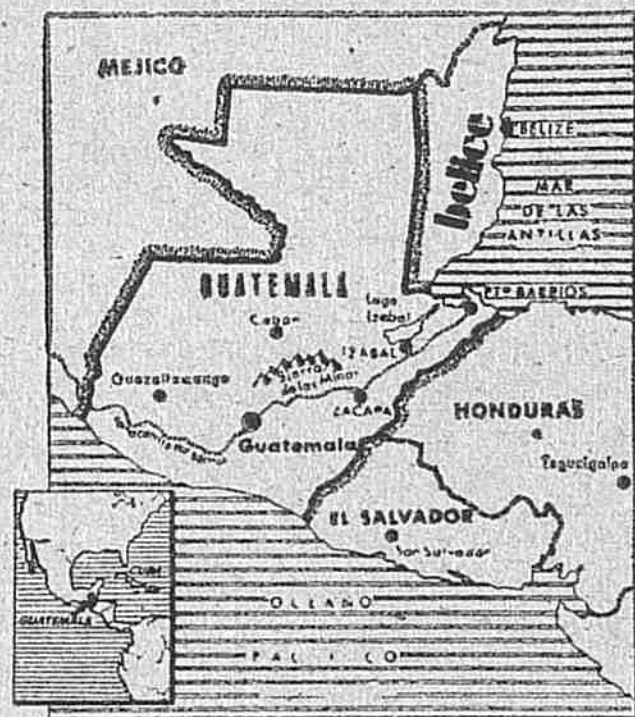 MEJICO
belice
BELIZE
MAR
DE LAS
ANTILLAS
GUATEMALA
Lago
Izabal
PTº BARRIOS
Coban
IZABAL
Sierra
de las Minas
Quezaltenango
ZACAPA
Guatemala
HONDURAS
Tegucigalpa
EL SALVADOR
San Salvador
CUBA
GUATEMALA
OCEANO
PACIFICO